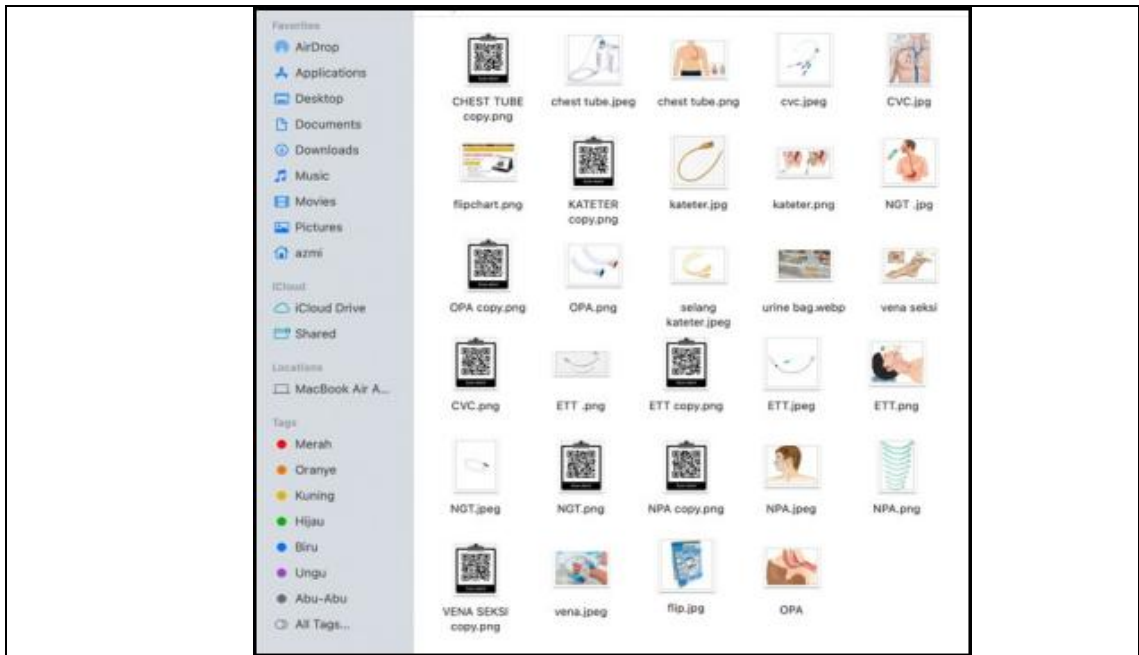 Favorites
AirDrop
Applications
Desktop
Documents
Downloads
Music
Movies
Pictures
azmi
iCloud
iCloud Drive
Shared
Locations
MacBook Air A...
Tags
Merah
Oranye
Kuning
Hijau
Biru
Ungu
Abu-Abu
All Tags...
CHEST TUBE
copy.png
chest tube.jpeg
chest tube.png
cvc.jpeg
CVC.jpg
flipchart.png
KATETER
copy.png
kateter.jpg
kateter.png
NGT .jpg
OPA copy.png
OPA.png
selang
kateter.jpeg
urine bag.webp
vena seksi
CVC.png
ETT .png
ETT copy.png
ETT.jpeg
ETT.png
NGT.jpeg
NGT.png
NPA copy.png
NPA.jpeg
NPA.png
VENA SEKSI
copy.png
vena.jpeg
flip.jpg
OPA